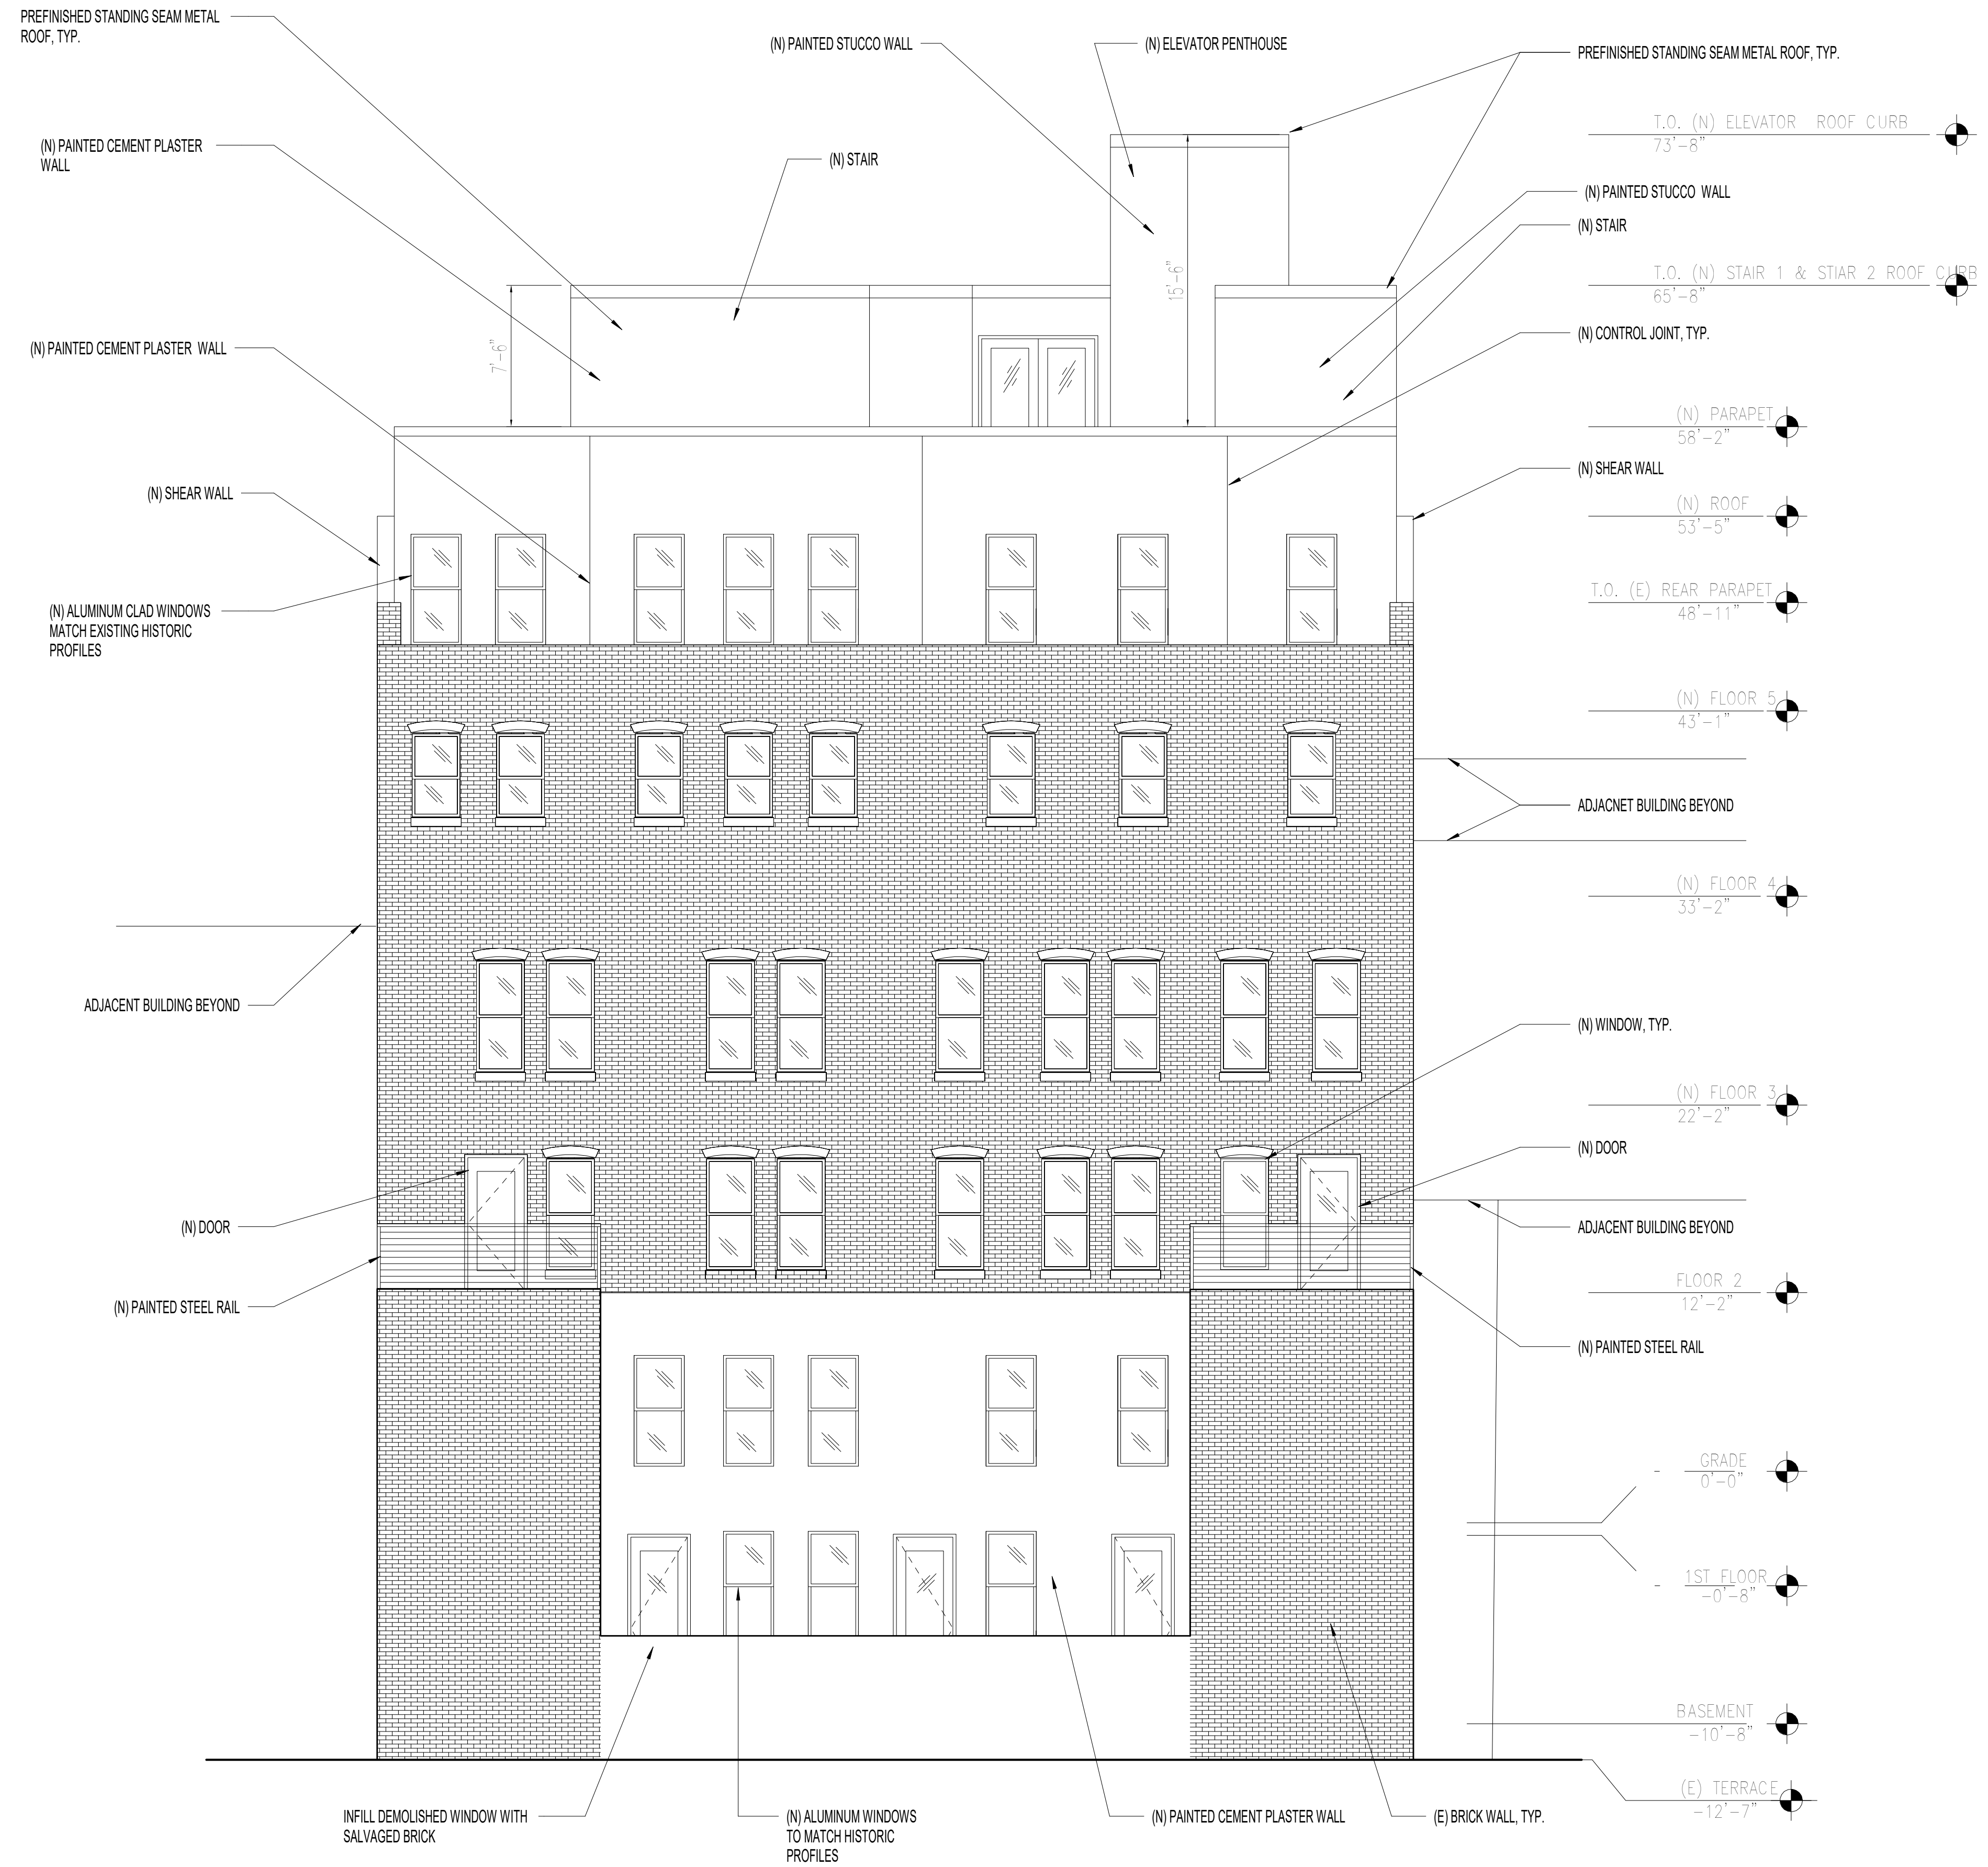 PREFINISHED STANDING SEAM METAL
ROOF, TYP.
(N) PAINTED STUCCO WALL
(N) ELEVATOR PENTHOUSE
PREFINISHED STANDING SEAM METAL ROOF, TYP.
T.O. (N) ELEVATOR ROOF CURB
73'-8"
(N) PAINTED CEMENT PLASTER
WALL
(N) STAIR
(N) PAINTED STUCCO WALL
(N) STAIR
T.O. (N) STAIR 1 & STIAR 2 ROOF CURB
65'-8"
15'-6"
7'-6"
(N) CONTROL JOINT, TYP.
(N) PAINTED CEMENT PLASTER WALL
(N) PARAPET
58'-2"
(N) SHEAR WALL
(N) SHEAR WALL
(N) ROOF
53'-5"
T.O. (E) REAR PARAPET
48'-11"
(N) ALUMINUM CLAD WINDOWS
MATCH EXISTING HISTORIC
PROFILES
(N) FLOOR 5
43'-1"
ADJACNET BUILDING BEYOND
(N) FLOOR 4
33'-2"
ADJACENT BUILDING BEYOND
(N) WINDOW, TYP.
(N) FLOOR 3
22'-2"
(N) DOOR
(N) DOOR
ADJACENT BUILDING BEYOND
FLOOR 2
12'-2"
(N) PAINTED STEEL RAIL
(N) PAINTED STEEL RAIL
GRADE
0'-0"
1ST FLOOR
-0'-8"
BASEMENT
-10'-8"
(E) TERRACE
-12'-7"
INFILL DEMOLISHED WINDOW WITH
SALVAGED BRICK
(N) ALUMINUM WINDOWS
TO MATCH HISTORIC
PROFILES
(N) PAINTED CEMENT PLASTER WALL
(E) BRICK WALL, TYP.